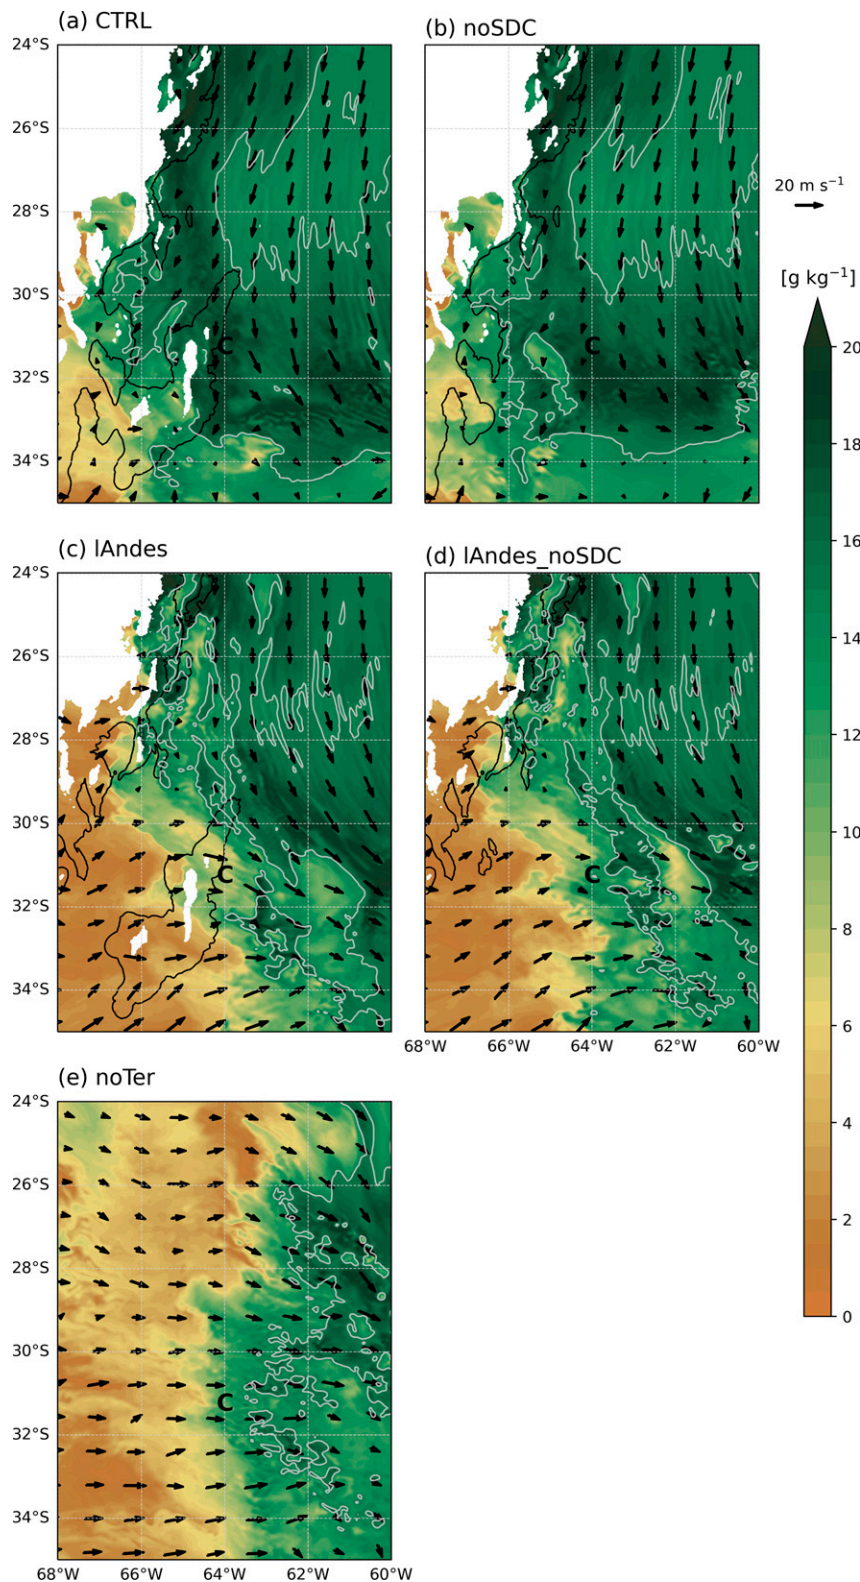 (a) CTRL
(b) noSDC
24°S
26°S
28°S
30°S
32°S
34°S
C
C
20 m s⁻¹
[g kg⁻¹]
20
18
16
14
12
10
8
6
4
2
0
(c) lAndes
(d) lAndes_noSDC
24°S
26°S
28°S
30°S
32°S
34°S
C
C
68°W 66°W 64°W 62°W 60°W
(e) noTer
24°S
26°S
28°S
30°S
32°S
34°S
C
68°W 66°W 64°W 62°W 60°W